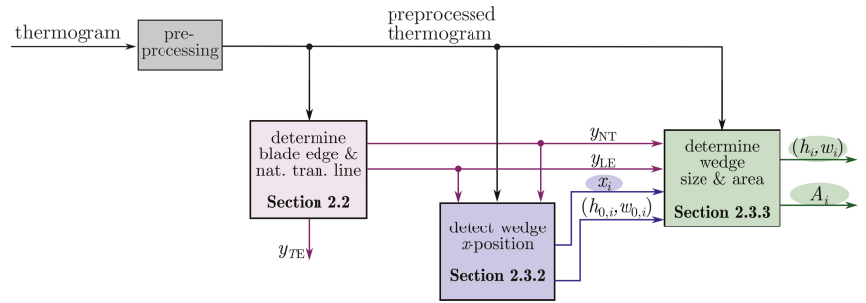 thermogram
pre-
processing
preprocessed
thermogram
determine
blade edge &
nat. tran. line
Section 2.2
y_TE
y_NT
y_LE
x_i
(h_{0,i}, w_{0,i})
detect wedge
x-position
Section 2.3.2
determine
wedge
size & area
Section 2.3.3
(h_i, w_i)
A_i